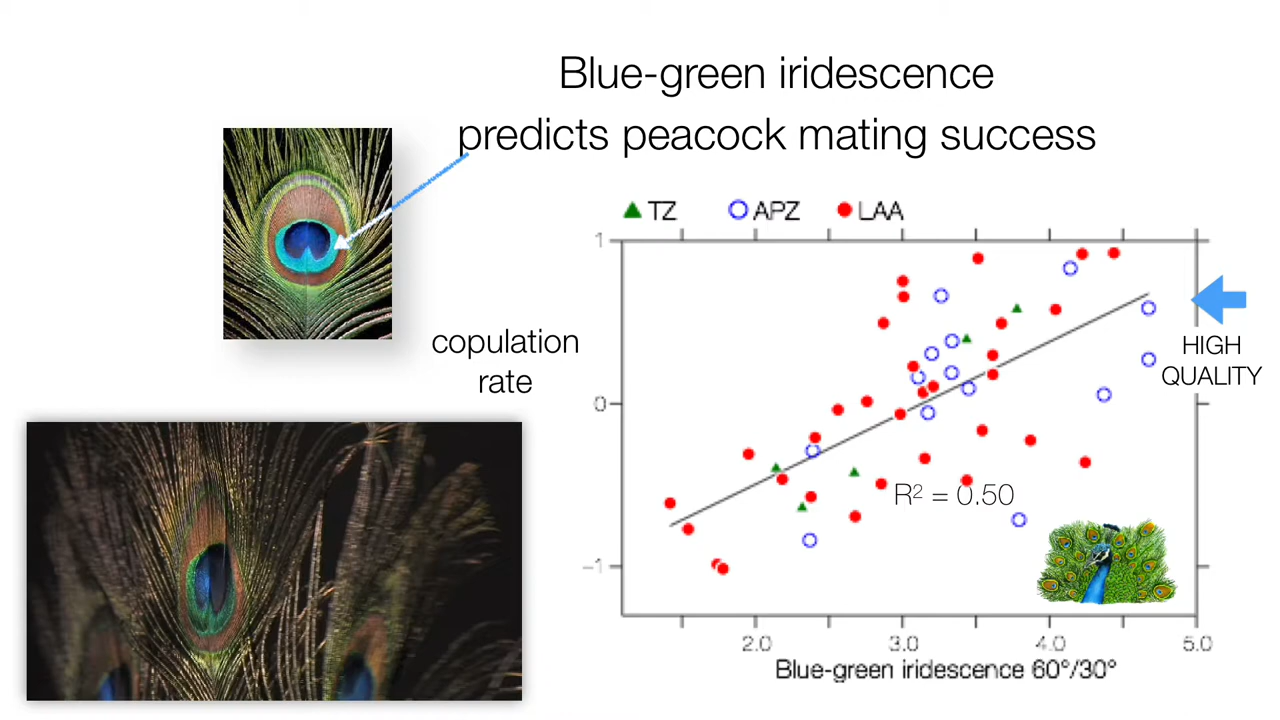 Blue-green iridescence
predicts peacock mating success
TZ APZ LAA
1
0
−1
copulation
rate
HIGH
QUALITY
R² = 0.50
2.0 3.0 4.0 5.0
Blue-green iridescence 60°/30°